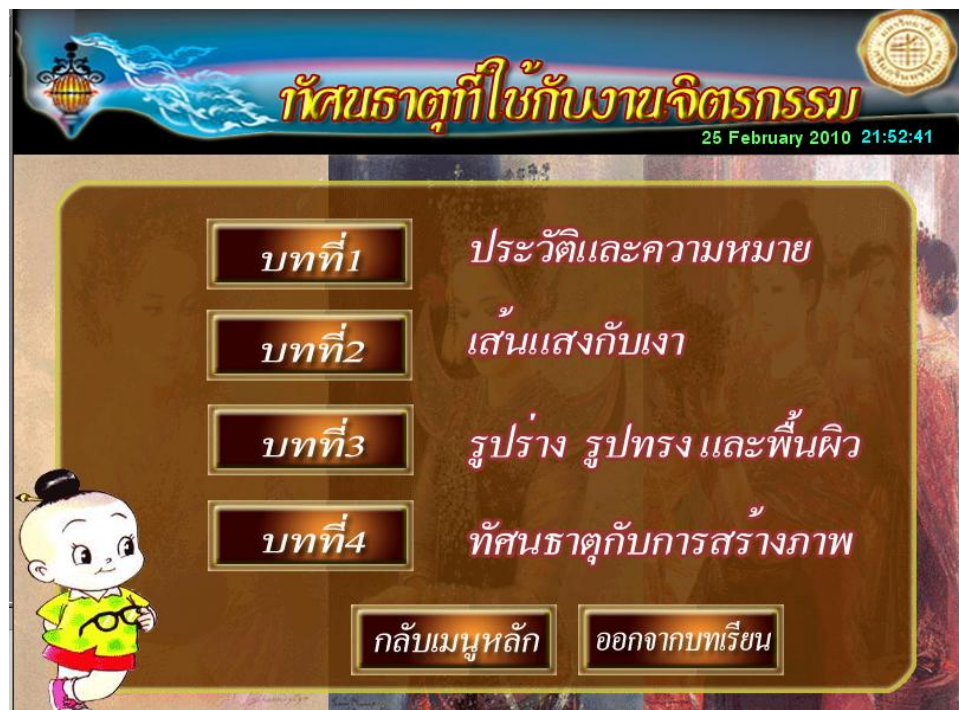 ทัศนธาตุที่ใช้กับงานจิตรกรรม
25 February 2010 21:52:41
บทที่1 ประวัติและความหมาย
บทที่2 เส้นแสงกับเงา
บทที่3 รูปร่าง รูปทรง และพื้นผิว
บทที่4 ทัศนธาตุกับการสร้างภาพ
กลับเมนูหลัก ออกจากบทเรียน